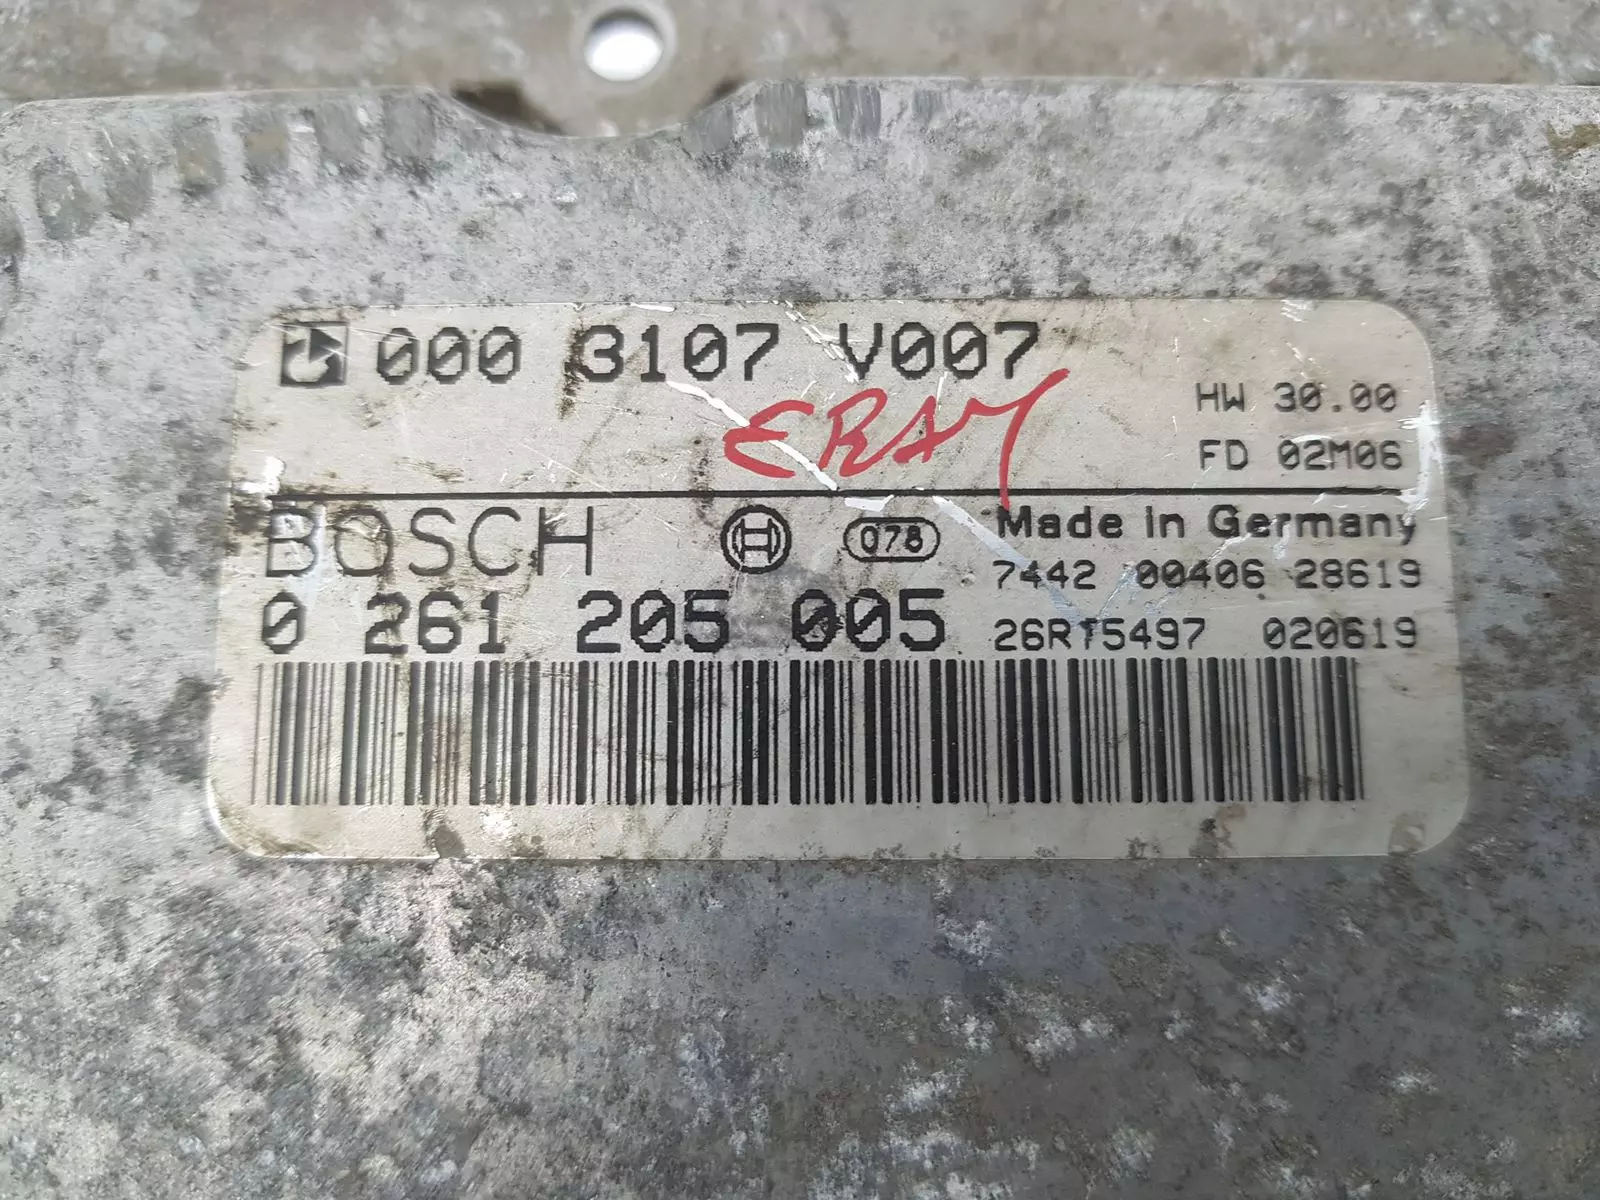 000 3107 V007
ERAY
HW 30.00
FD 02M06
BOSCH
078
Made in Germany
7442 00406 28619
0 261 205 005
26RT5497 020619